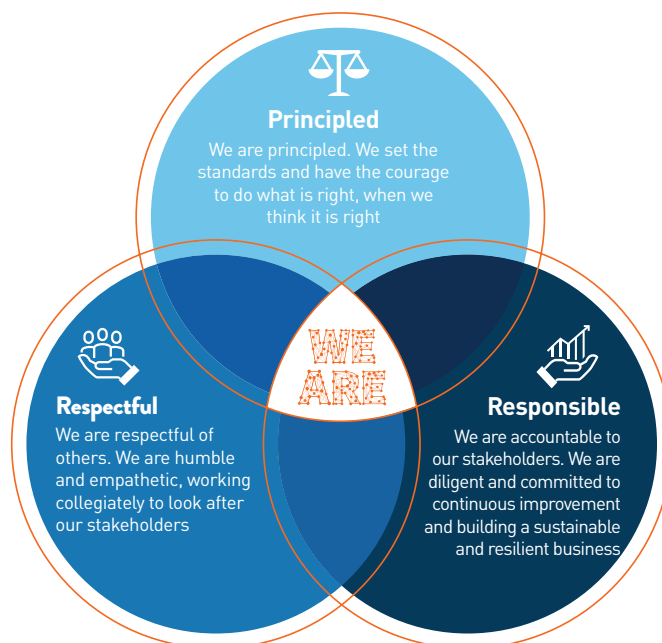 Principled
We are principled. We set the
standards and have the courage
to do what is right, when we
think it is right
WE
ARE
Respectful
We are respectful of
others. We are humble
and empathetic, working
collegiately to look after
our stakeholders
Responsible
We are accountable to
our stakeholders. We are
diligent and committed to
continuous improvement
and building a sustainable
and resilient business